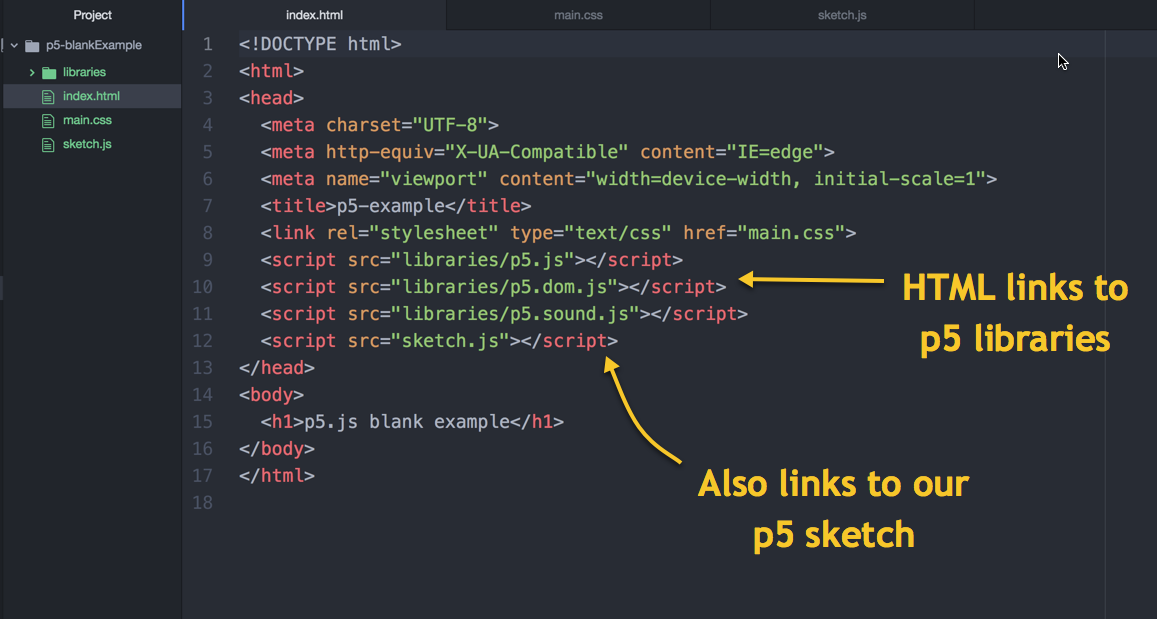 Project
index.html
main.css
sketch.js
p5-blankExample
libraries
index.html
main.css
sketch.js
1 <!DOCTYPE html>
2 <html>
3 <head>
4   <meta charset="UTF-8">
5   <meta http-equiv="X-UA-Compatible" content="IE=edge">
6   <meta name="viewport" content="width=device-width, initial-scale=1">
7   <title>p5-example</title>
8   <link rel="stylesheet" type="text/css" href="main.css">
9   <script src="libraries/p5.js"></script>
10   <script src="libraries/p5.dom.js"></script>
11   <script src="libraries/p5.sound.js"></script>
12   <script src="sketch.js"></script>
13 </head>
14 <body>
15   <h1>p5.js blank example</h1>
16 </body>
17 </html>
18
HTML links to
p5 libraries
Also links to our
p5 sketch